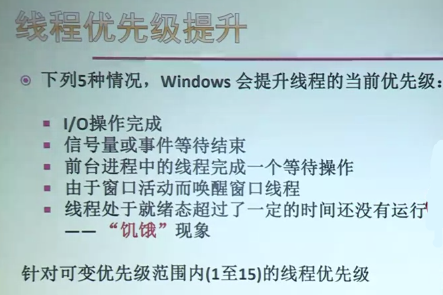 线程优先级提升
下列5种情况，Windows 会提升线程的当前优先级：
I/O操作完成
信号量或事件等待结束
前台进程中的线程完成一个等待操作
由于窗口活动而唤醒窗口线程
线程处于就绪态超过了一定的时间还没有运行
—— “饥饿”现象
针对可变优先级范围内(1至15)的线程优先级